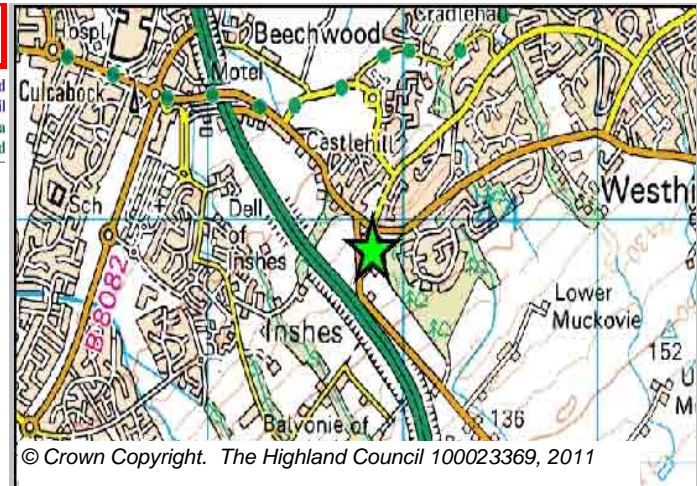 Hospl
Beechwood
Cradlehall
Motel
Culcabock
Castlehill
Westh
Sch
Dell
of
Inshes
B 8082
Lower
Muckovie
Inshes
152
U
M
Balvonie of
136
© Crown Copyright. The Highland Council 100023369, 2011